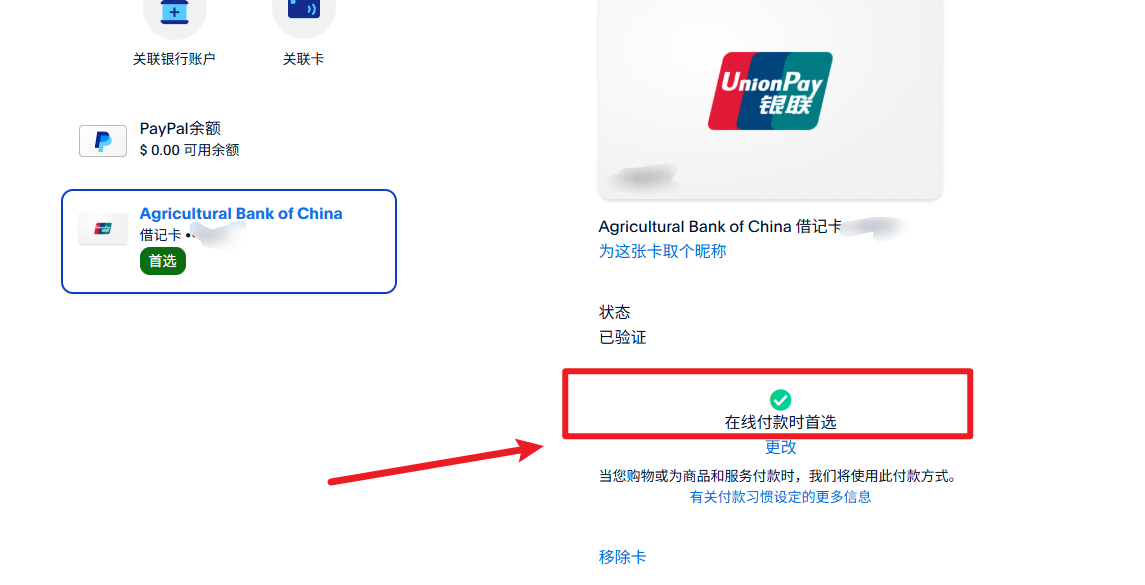 关联银行账户
关联卡
PayPal余额
$ 0.00 可用余额
Agricultural Bank of China
借记卡 •
首选
UnionPay
银联
Agricultural Bank of China 借记卡
为这张卡取个昵称
状态
已验证
在线付款时首选
更改
当您购物或为商品和服务付款时，我们将使用此付款方式。
有关付款习惯设定的更多信息
移除卡